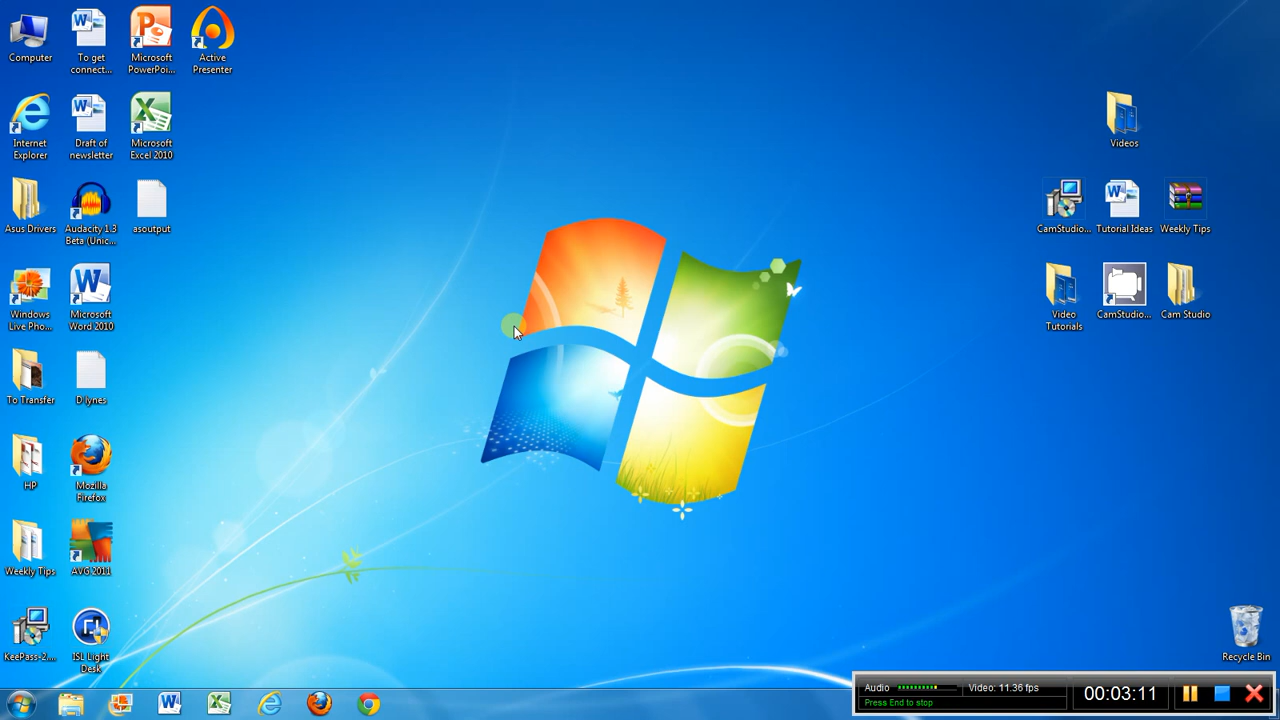 Computer
To get
connect...
Microsoft
PowerPoi...
Active
Presenter
Internet
Explorer
Draft of
newsletter
Microsoft
Excel 2010
Asus Drivers
Audacity 1.3
Beta (Unic...
asoutput
Windows
Live Pho...
Microsoft
Word 2010
To Transfer
D lynes
HP
Mozilla
Firefox
Weekly Tips
AVG 2011
KeePass-2....
ISL Light
Desk
Videos
CamStudio...
Tutorial Ideas
Weekly Tips
Video
Tutorials
CamStudio...
Cam Studio
Recycle Bin
Audio
Video: 11.36 fps
Press End to stop
00:03:11